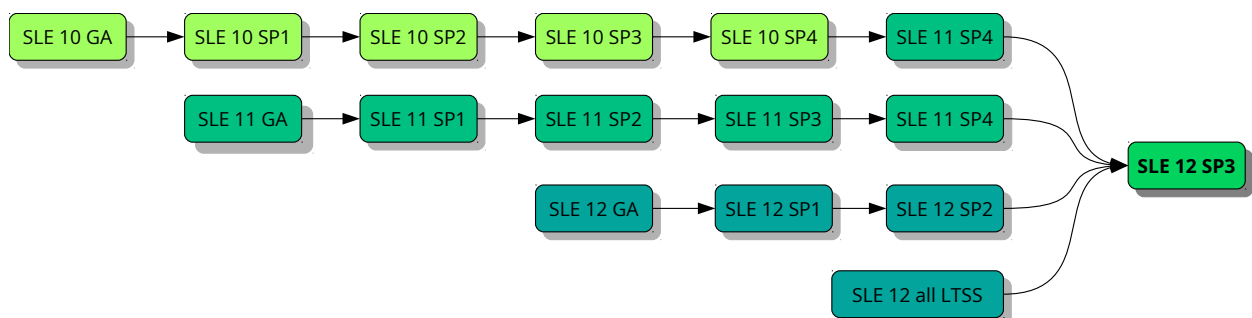 SLE 10 GA
SLE 10 SP1
SLE 10 SP2
SLE 10 SP3
SLE 10 SP4
SLE 11 SP4
SLE 11 GA
SLE 11 SP1
SLE 11 SP2
SLE 11 SP3
SLE 11 SP4
SLE 12 SP3
SLE 12 GA
SLE 12 SP1
SLE 12 SP2
SLE 12 all LTSS